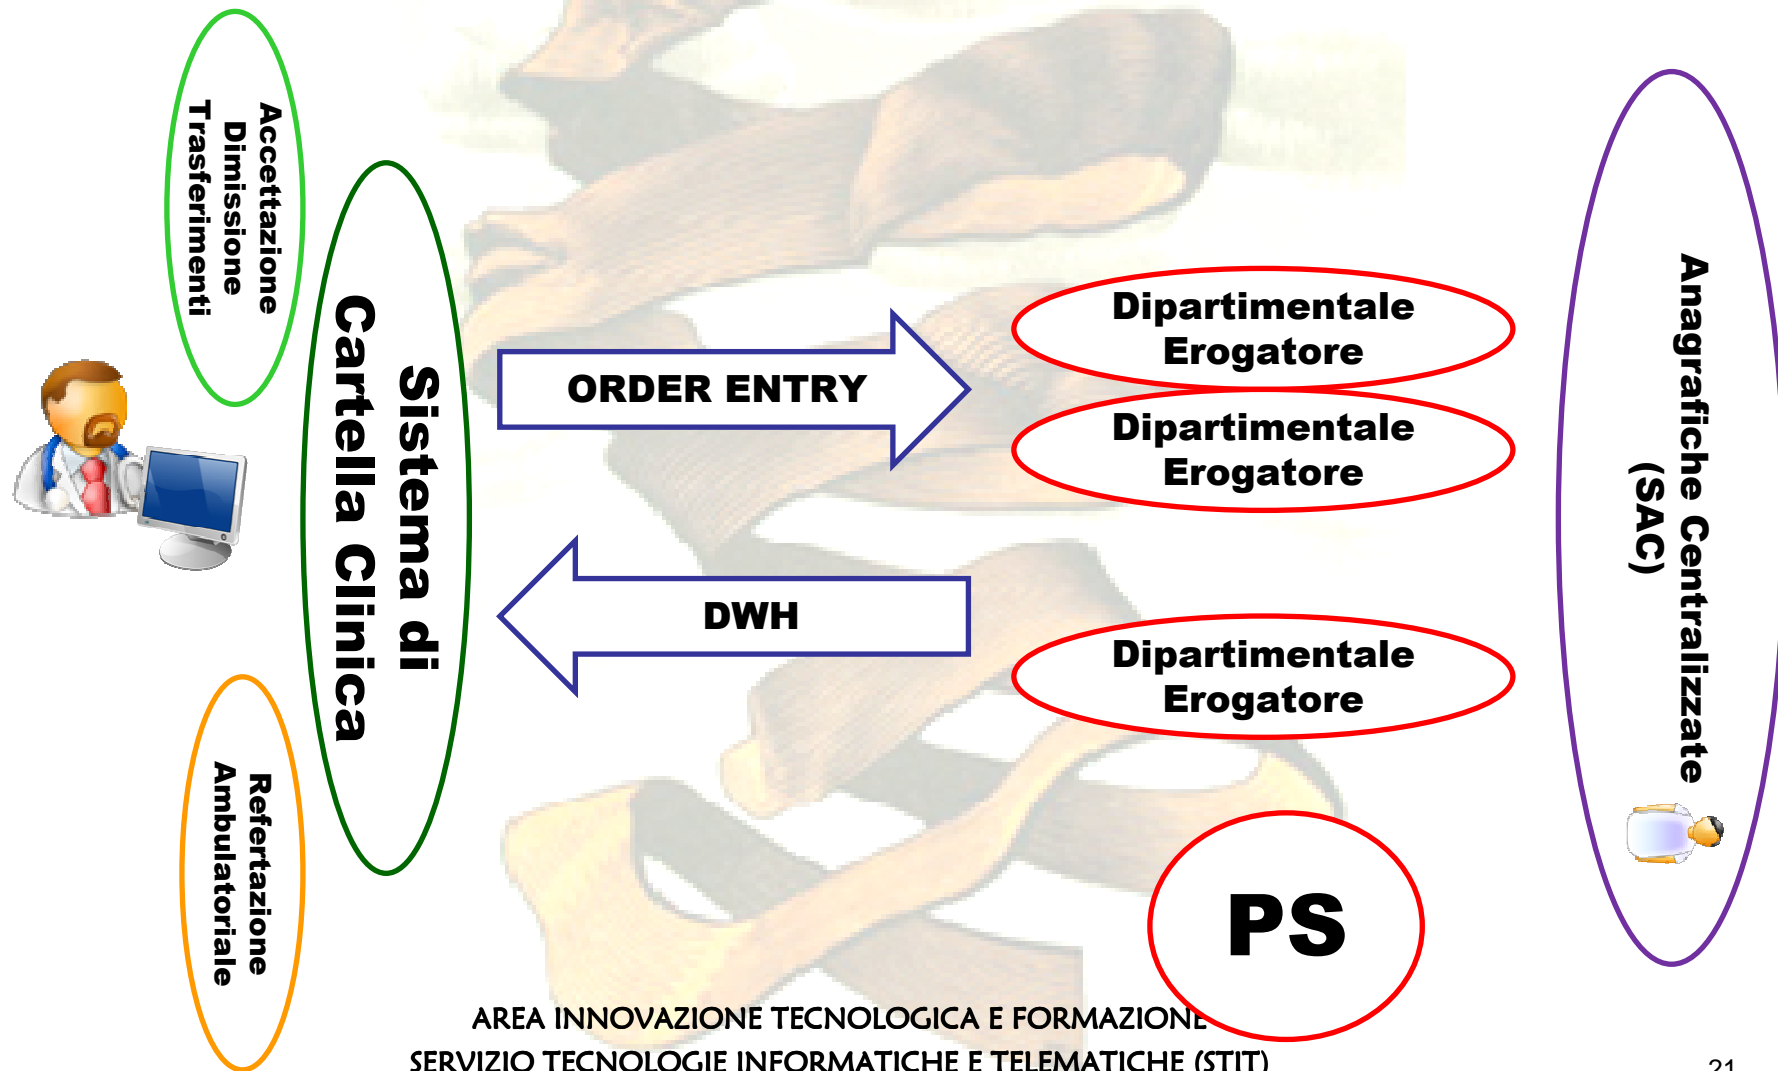 Accettazione
Dimissione
Trasferimenti
Sistema di
Cartella Clinica
Refertazione
Ambulatoriale
ORDER ENTRY
DWH
Dipartimentale
Erogatore
Dipartimentale
Erogatore
Dipartimentale
Erogatore
PS
Anagrafiche Centralizzate
(SAC)
AREA INNOVAZIONE TECNOLOGICA E FORMAZIONE
SERVIZIO TECNOLOGIE INFORMATICHE E TELEMATICHE (STIT)
21